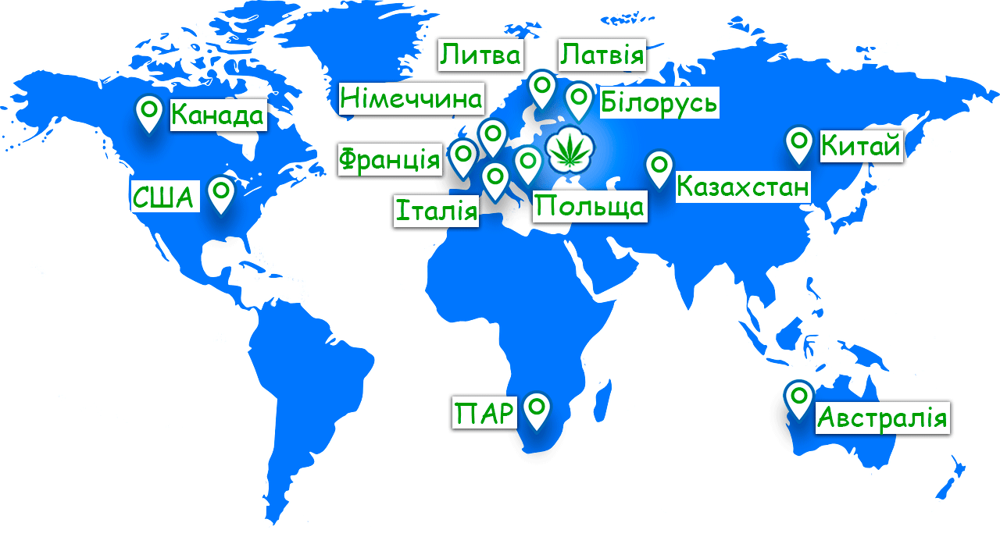 Литва
Латвія
Німеччина
Білорусь
Канада
Китай
Франція
США
Казахстан
Італія
Польща
ПАР
Австралія